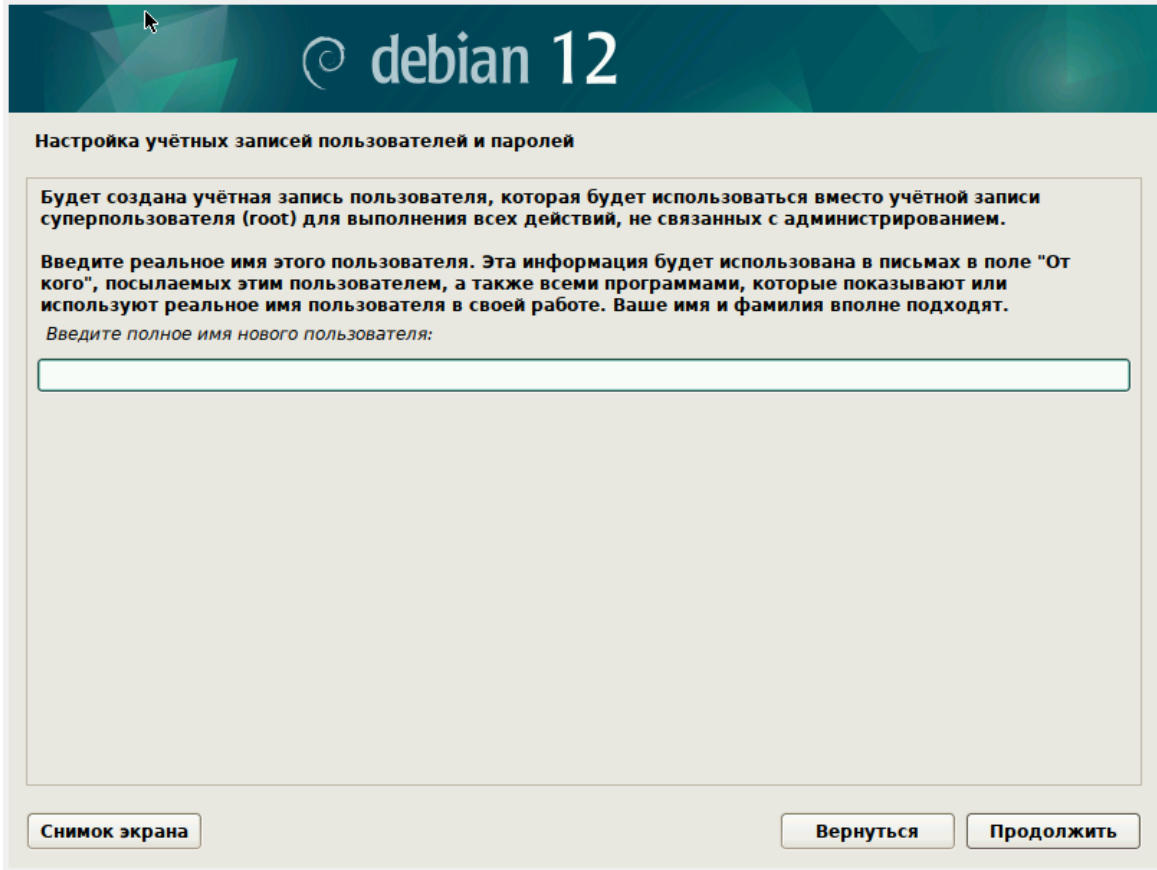 debian 12
Настройка учётных записей пользователей и паролей
Будет создана учётная запись пользователя, которая будет использоваться вместо учётной записи
суперпользователя (root) для выполнения всех действий, не связанных с администрированием.
Введите реальное имя этого пользователя. Эта информация будет использована в письмах в поле "От
кого", посылаемых этим пользователем, а также всеми программами, которые показывают или
используют реальное имя пользователя в своей работе. Ваше имя и фамилия вполне подходят.
Введите полное имя нового пользователя:
Снимок экрана
Вернуться
Продолжить